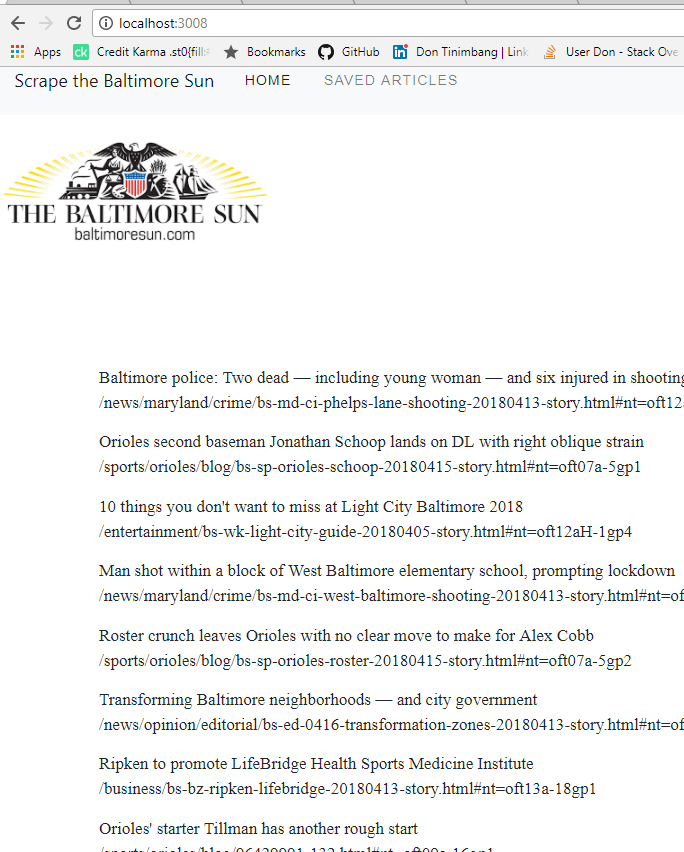 localhost:3008
Apps Credit Karma .st0{fill: Bookmarks GitHub Don Tinimbang | Link User Don - Stack Ove
Scrape the Baltimore Sun HOME SAVED ARTICLES
THE BALTIMORE SUN
baltimoresun.com
Baltimore police: Two dead — including young woman — and six injured in shooting
/news/maryland/crime/bs-md-ci-phelps-lane-shooting-20180413-story.html#nt=oft12
Orioles second baseman Jonathan Schoop lands on DL with right oblique strain
/sports/orioles/blog/bs-sp-orioles-schoop-20180415-story.html#nt=oft07a-5gp1
10 things you don't want to miss at Light City Baltimore 2018
/entertainment/bs-wk-light-city-guide-20180405-story.html#nt=oft12aH-1gp4
Man shot within a block of West Baltimore elementary school, prompting lockdown
/news/maryland/crime/bs-md-ci-west-baltimore-shooting-20180413-story.html#nt=of
Roster crunch leaves Orioles with no clear move to make for Alex Cobb
/sports/orioles/blog/bs-sp-orioles-roster-20180415-story.html#nt=oft07a-5gp2
Transforming Baltimore neighborhoods — and city government
/news/opinion/editorial/bs-ed-0416-transformation-zones-20180413-story.html#nt=of
Ripken to promote LifeBridge Health Sports Medicine Institute
/business/bs-bz-ripken-lifebridge-20180413-story.html#nt=oft13a-18gp1
Orioles' starter Tillman has another rough start